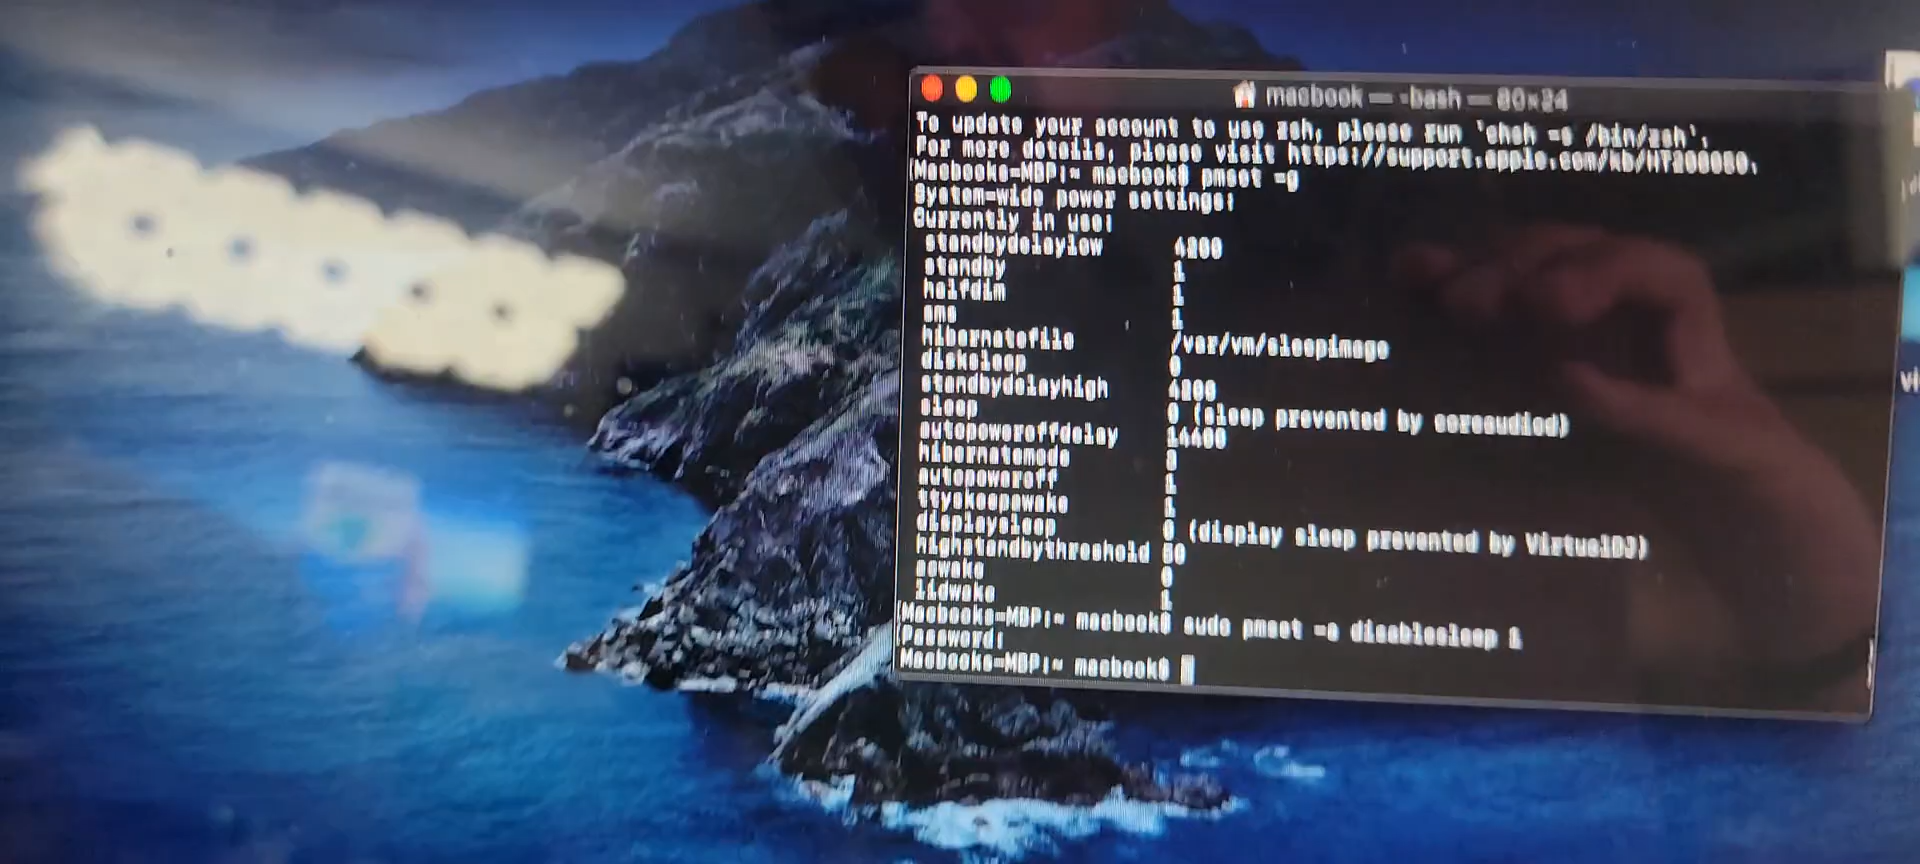 macbook — -bash — 80×24
To update your account to use zsh, please run `chsh -s /bin/zsh`.
For more details, please visit https://support.apple.com/kb/HT208050.
Macbooks-MBP:~ macbook$ pmset -g
System-wide power settings:
Currently in use:
standbydelaylow 4200
standby 1
halfdim 1
sms 1
hibernatefile /var/vm/sleepimage
disksleep 0
standbydelayhigh 4200
sleep 0 (sleep prevented by coreaudiod)
autopoweroffdelay 14400
hibernatemode 3
autopoweroff 1
ttyskeepawake 1
displaysleep 0 (display sleep prevented by VirtualDJ)
highstandbythreshold 50
acwake 0
lidwake 1
Macbooks-MBP:~ macbook$ sudo pmset -a disablesleep 1
Password:
Macbooks-MBP:~ macbook$